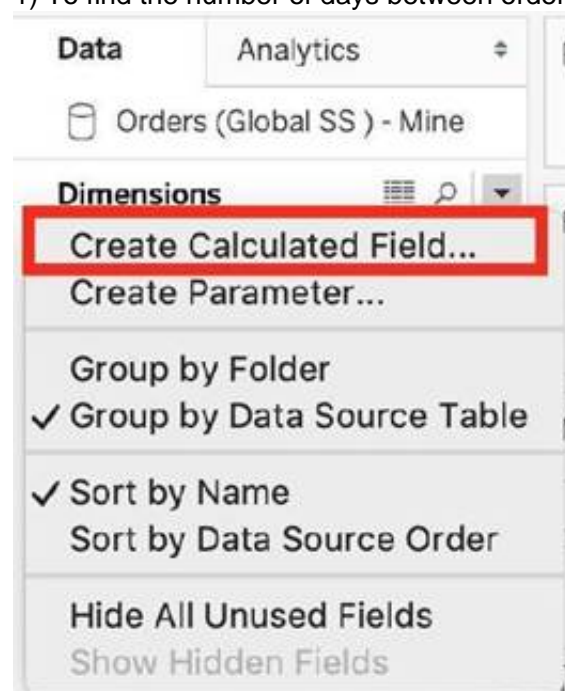 1) To find the number of days between order
Data Analytics
Orders (Global SS ) - Mine
Dimensions
Create Calculated Field...
Create Parameter...
Group by Folder
✓ Group by Data Source Table
✓ Sort by Name
Sort by Data Source Order
Hide All Unused Fields
Show Hidden Fields